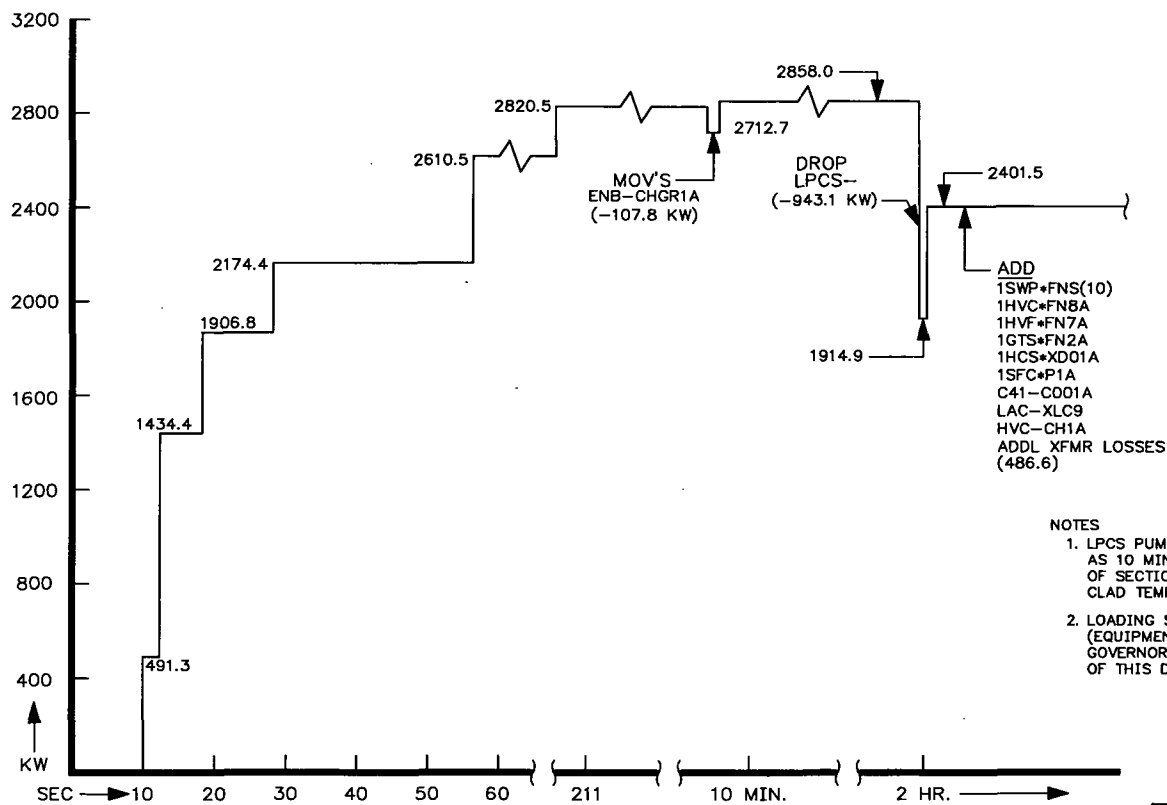 3200
2800
2400
2000
1600
1200
800
400
KW
SEC
10
20
30
40
50
60
211
10 MIN.
2 HR.
491.3
1434.4
1906.8
2174.4
2610.5
2820.5
MOV'S
ENB-CHGR1A
(-107.8 KW)
2712.7
2858.0
DROP
LPCS-
(-943.1 KW)
1914.9
2401.5
ADD
1SWP*FNS(10)
1HVC*FN8A
1HVF*FN7A
1GTS*FN2A
1HCS*XD01A
1SFC*P1A
C41-C001A
LAC-XLC9
HVC-CH1A
ADDL XFMR LOSSES
(486.6)
NOTES
1. LPCS PUM
AS 10 MIN
OF SECTIO
CLAD TEM
2. LOADING S
(EQUIPMEN
GOVERNOR
OF THIS D